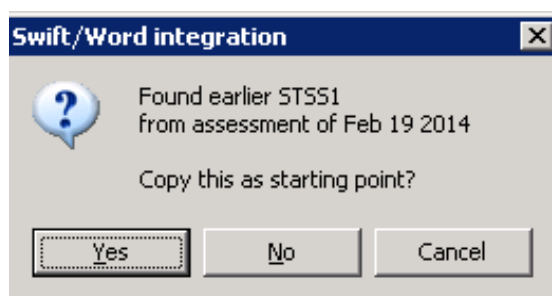 Swift/Word integration
Found earlier STSS1
from assessment of Feb 19 2014
Copy this as starting point?
Yes No Cancel